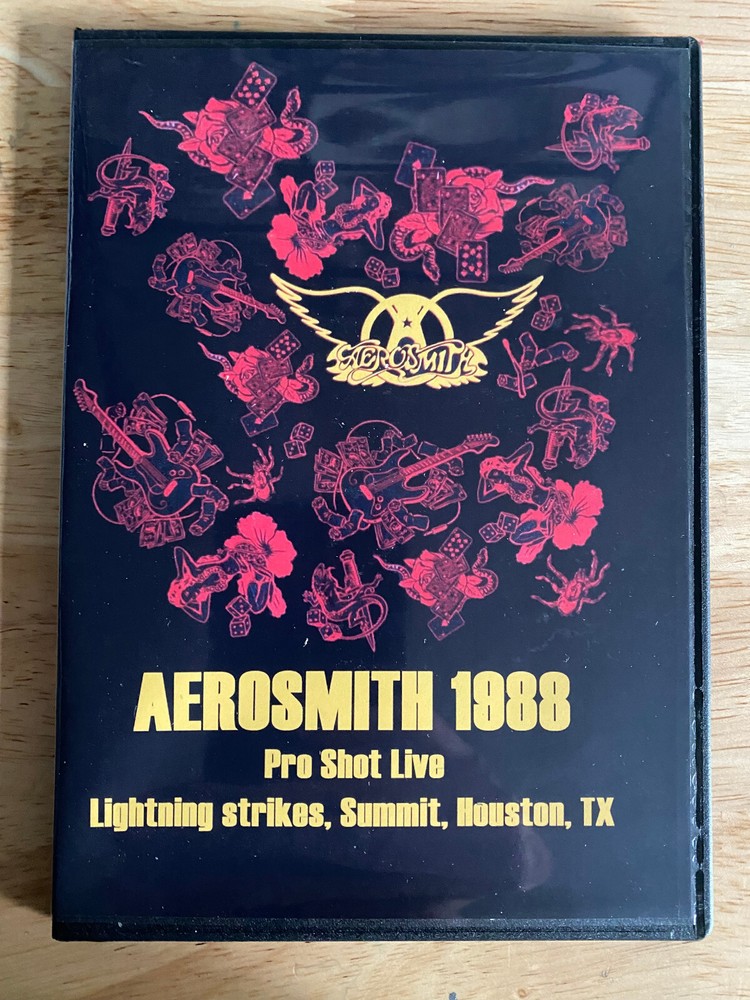 AEROSMITH
AEROSMITH 1988
Pro Shot Live
Lightning strikes, Summit, Houston, TX